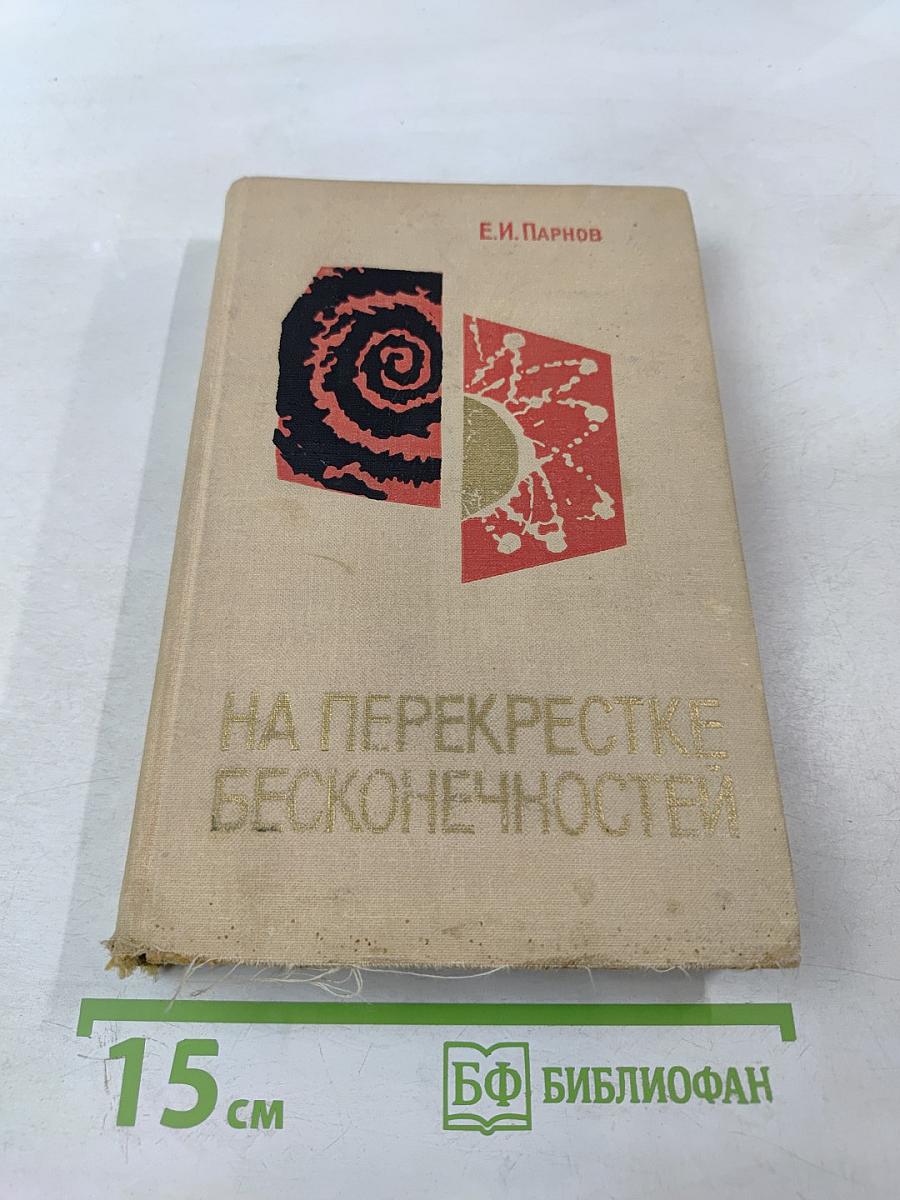 Е.И. ПАРНОВ
НА ПЕРЕКРЕСТКЕ
БЕСКОНЕЧНОСТЕЙ
15 см
БФ БИБЛИОФАН